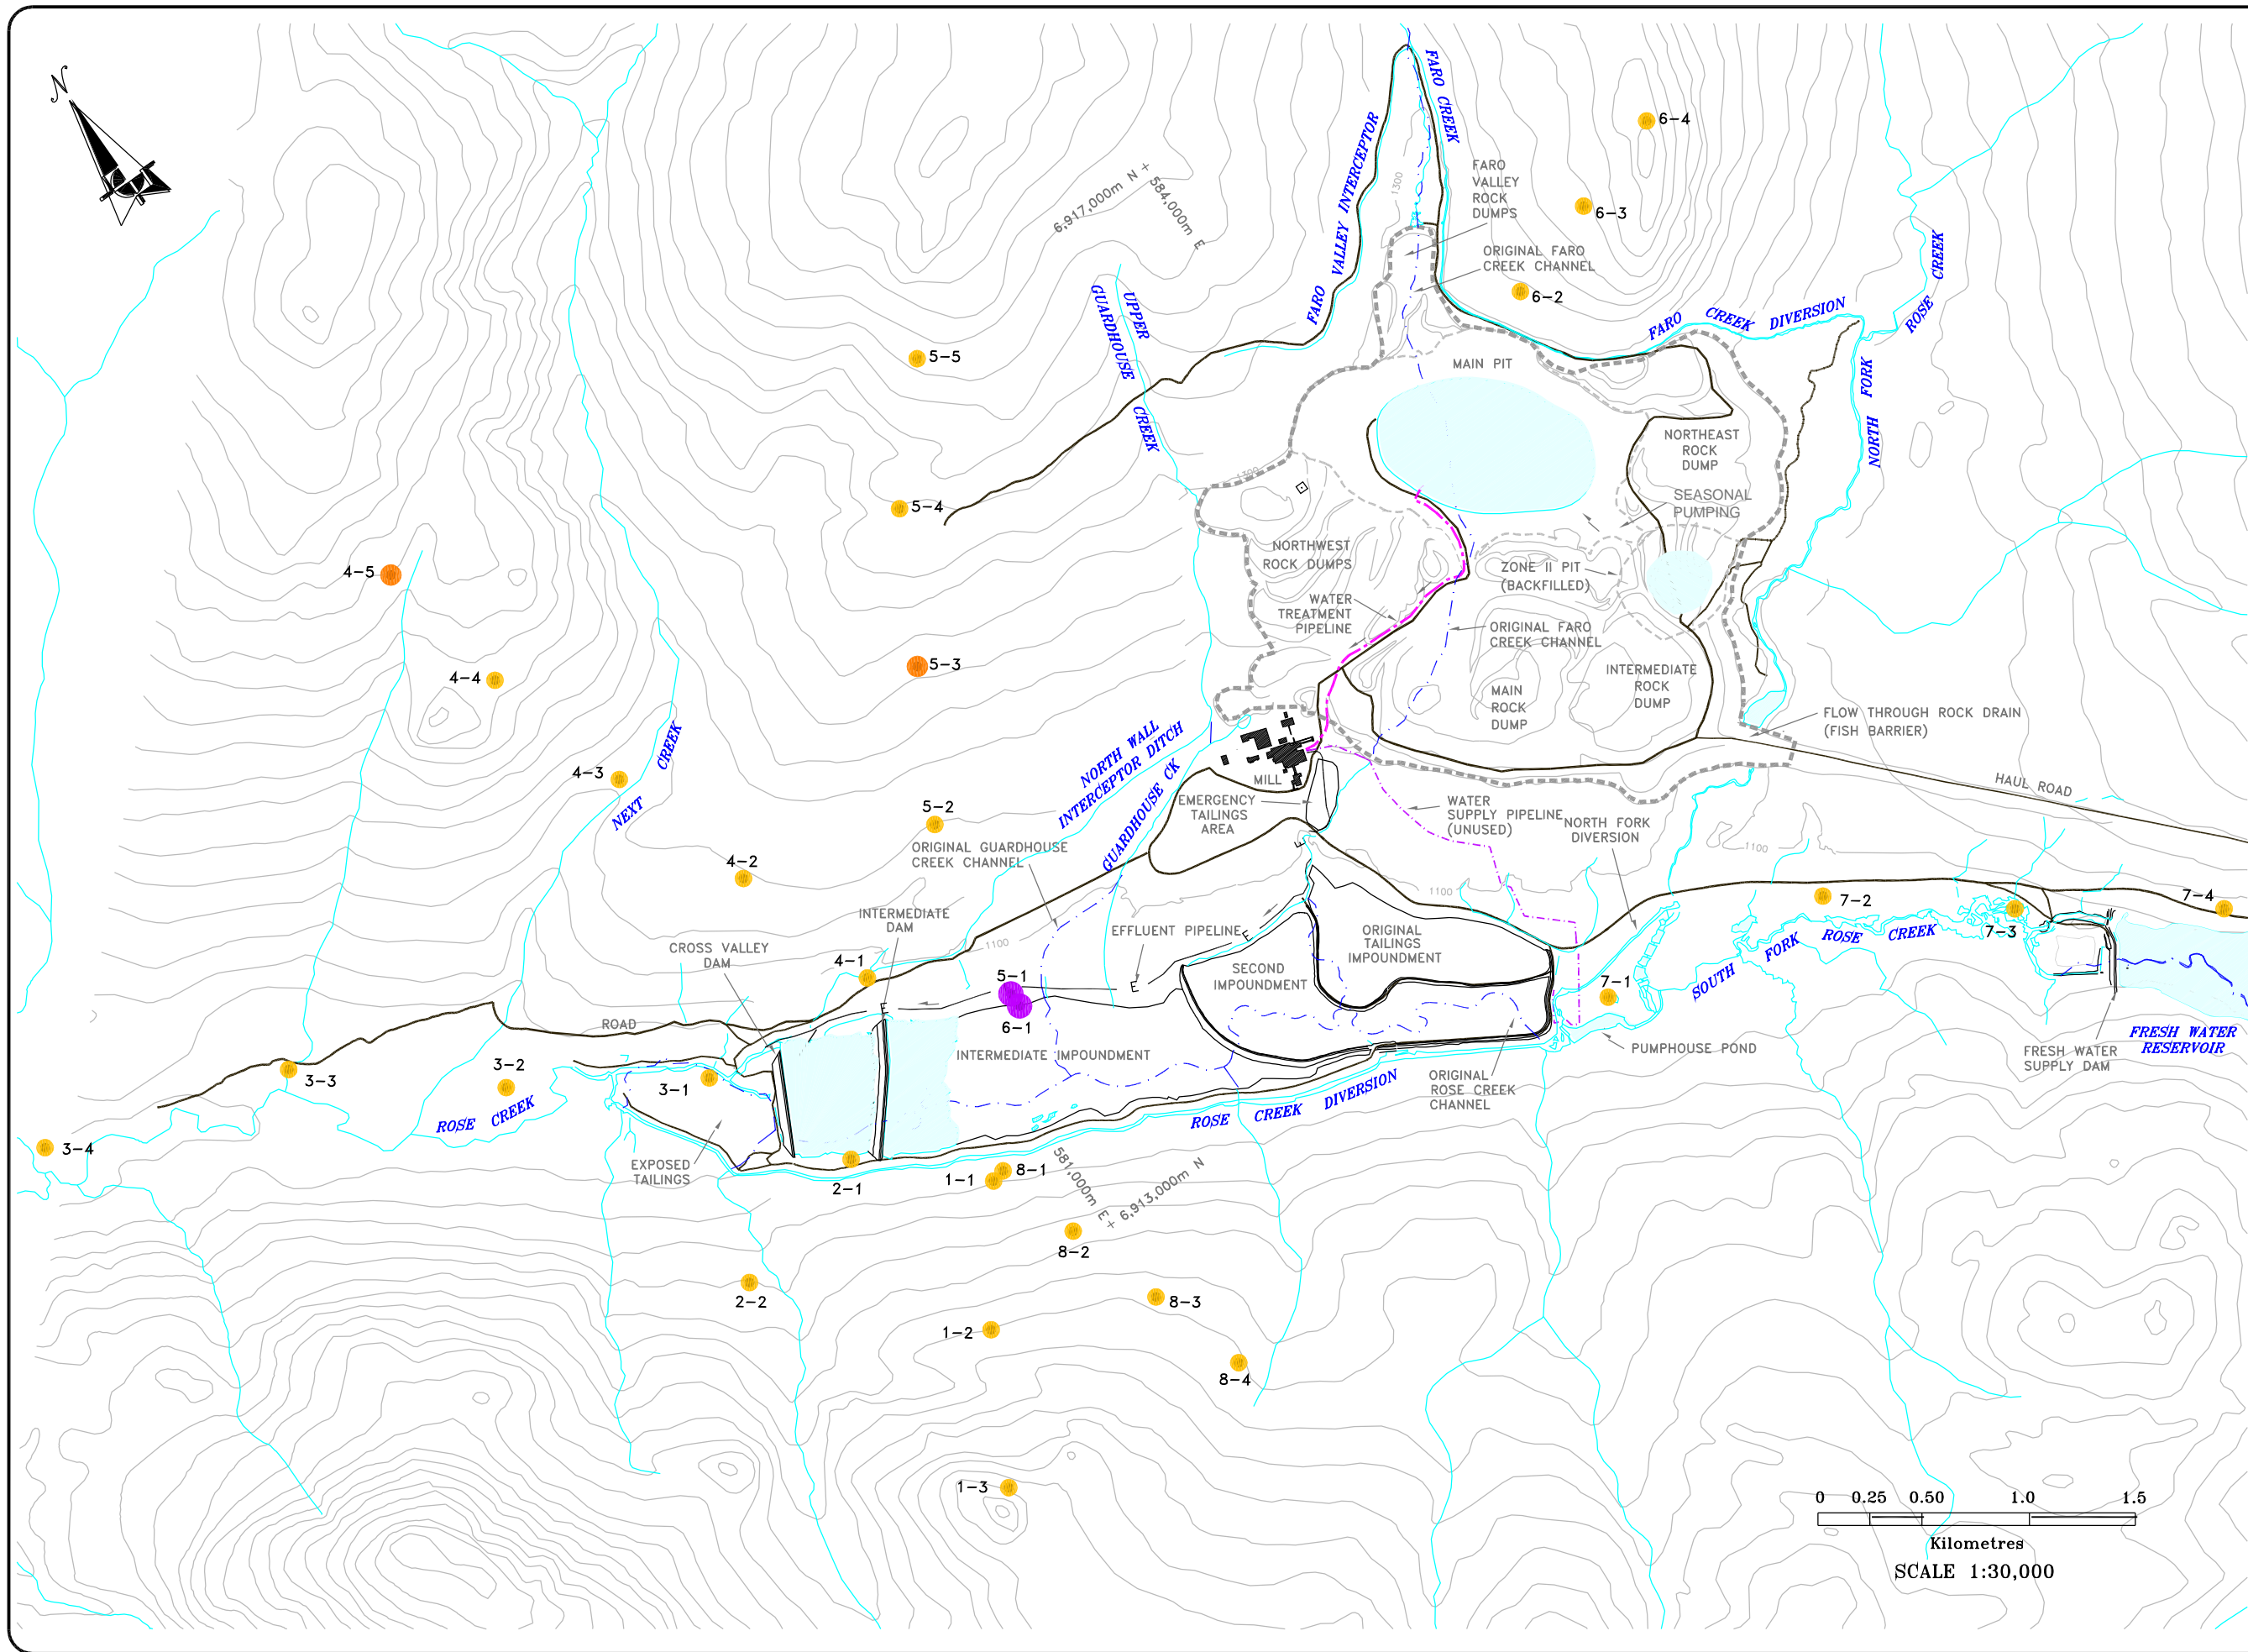 N
FARO CREEK
FARO VALLEY INTERCEPTOR
6-4
FARO
VALLEY
ROCK
DUMPS
1300
6,917,000m N + 584,000m E
6-3
ORIGINAL FARO
CREEK CHANNEL
6-2
NORTH FORK
ROSE CREEK
FARO CREEK DIVERSION
UPPER
GUARDHOUSE CREEK
5-5
MAIN PIT
NORTHEAST
ROCK
DUMP
1300
SEASONAL
PUMPING
5-4
NORTHWEST
ROCK DUMPS
ZONE II PIT
(BACKFILLED)
4-5
WATER
TREATMENT
PIPELINE
ORIGINAL FARO
CREEK CHANNEL
5-3
4-4
INTERMEDIATE
ROCK
DUMP
MAIN
ROCK
DUMP
FLOW THROUGH ROCK DRAIN
(FISH BARRIER)
NORTH WALL
INTERCEPTOR DITCH
NEXT CREEK
4-3
GUARDHOUSE CK
MILL
HAUL ROAD
EMERGENCY
TAILINGS
AREA
WATER
SUPPLY PIPELINE
(UNUSED)
NORTH FORK
DIVERSION
5-2
ORIGINAL GUARDHOUSE
CREEK CHANNEL
1100
4-2
1100
7-4
7-2
INTERMEDIATE
DAM
CROSS VALLEY
DAM
1100
EFFLUENT PIPELINE
E
E
E
E
ORIGINAL
TAILINGS
IMPOUNDMENT
SOUTH FORK ROSE CREEK
7-3
4-1
5-1
SECOND
IMPOUNDMENT
7-1
6-1
ROAD
PUMPHOUSE POND
FRESH WATER
RESERVOIR
FRESH WATER
SUPPLY DAM
INTERMEDIATE IMPOUNDMENT
3-3
3-2
3-1
ORIGINAL
ROSE CREEK
CHANNEL
ROSE CREEK
ROSE CREEK DIVERSION
3-4
EXPOSED
TAILINGS
2-1
1-1
8-1
581,000m E + 6,913,000m N
8-2
2-2
8-3
1-2
8-4
1-3
0 0.25 0.50 1.0 1.5
Kilometres
SCALE 1:30,000